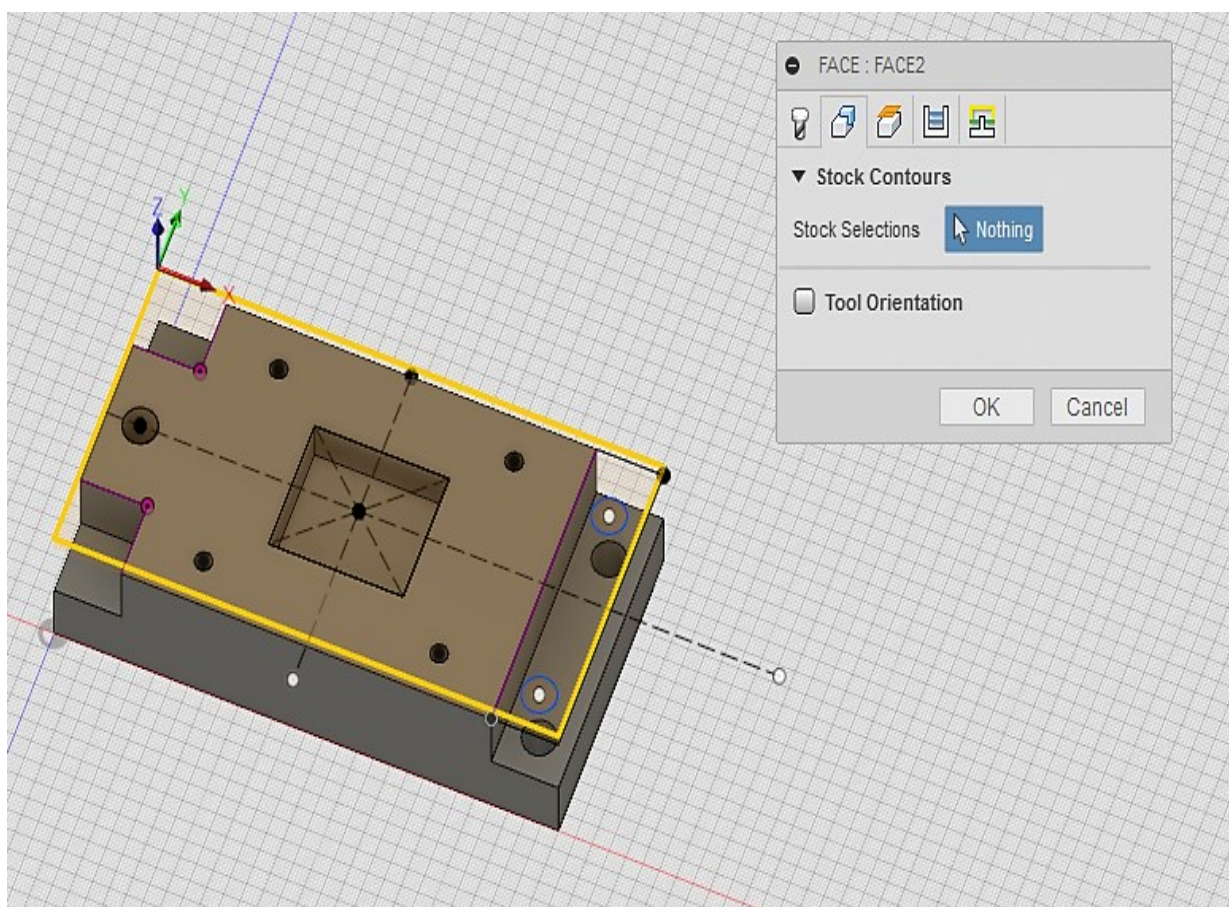 FACE : FACE2
Stock Contours
Stock Selections Nothing
Tool Orientation
OK Cancel
Z Y
X